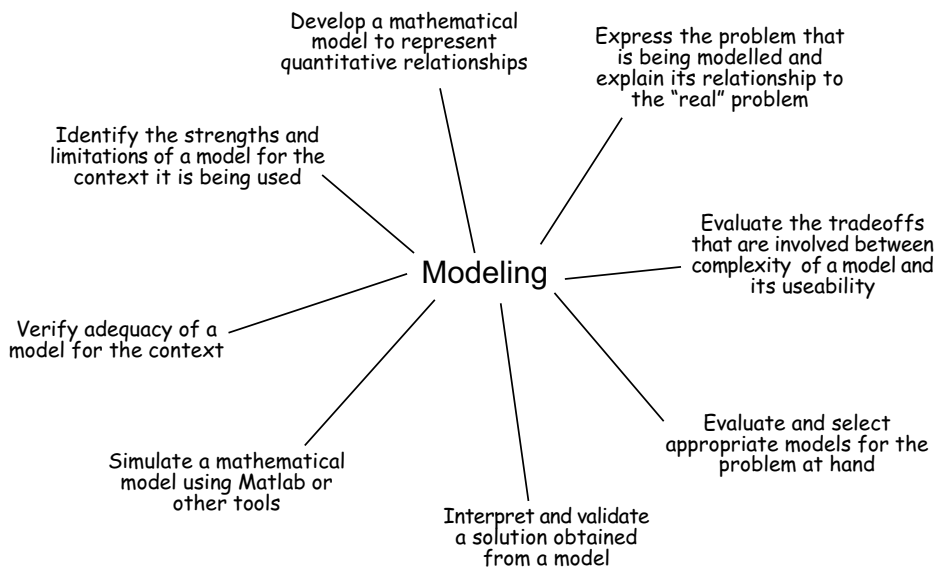 Develop a mathematical
model to represent
quantitative relationships
Express the problem that
is being modelled and
explain its relationship to
the “real” problem
Identify the strengths and
limitations of a model for the
context it is being used
Evaluate the tradeoffs
that are involved between
complexity of a model and
its useability
Modeling
Verify adequacy of a
model for the context
Evaluate and select
appropriate models for the
problem at hand
Simulate a mathematical
model using Matlab or
other tools
Interpret and validate
a solution obtained
from a model